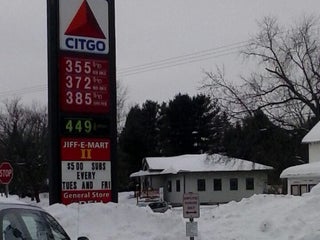 CITGO
355
372
385
449
JIFF-E-MART
II
$5.00 SUBS
EVERY
TUES AND FRI
General Store
STOP